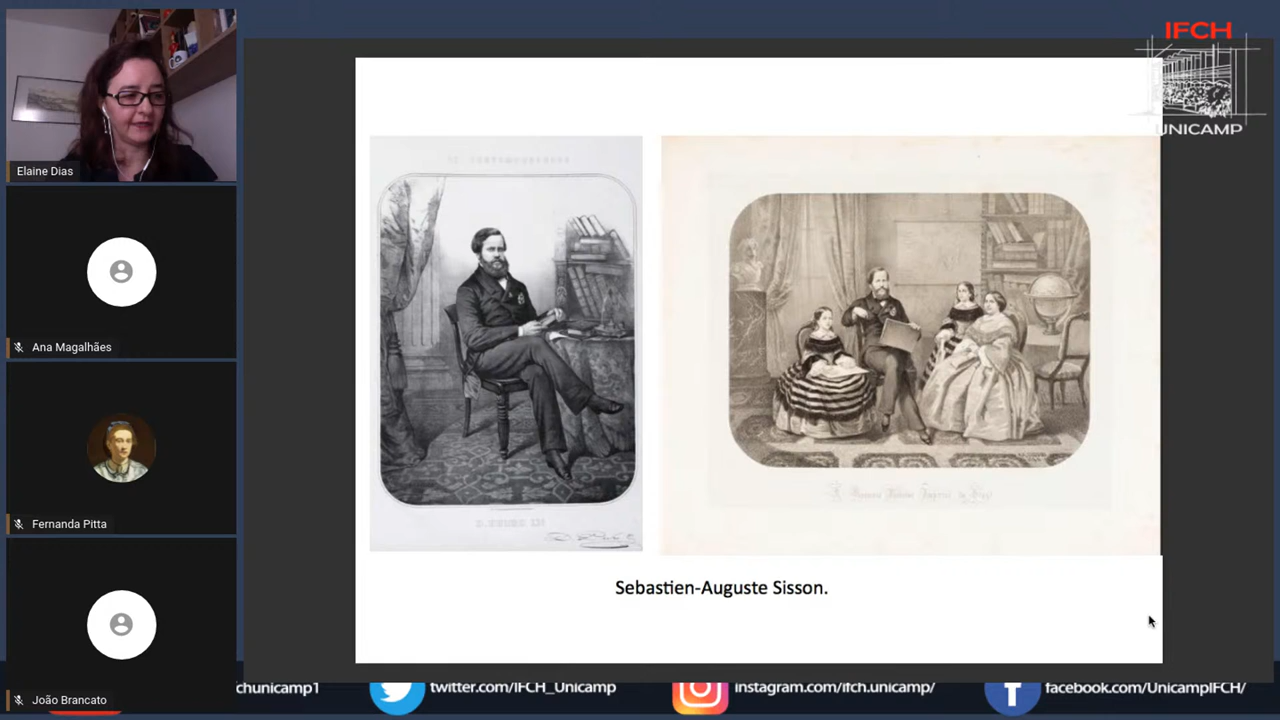 IFCH
UNICAMP
Elaine Dias
Ana Magalhães
Fernanda Pitta
João Brancato
Sebastien-Auguste Sisson.
chunicamp1
twitter.com/IFCH_Unicamp
instagram.com/ifch.unicamp/
facebook.com/UnicampIFCH/